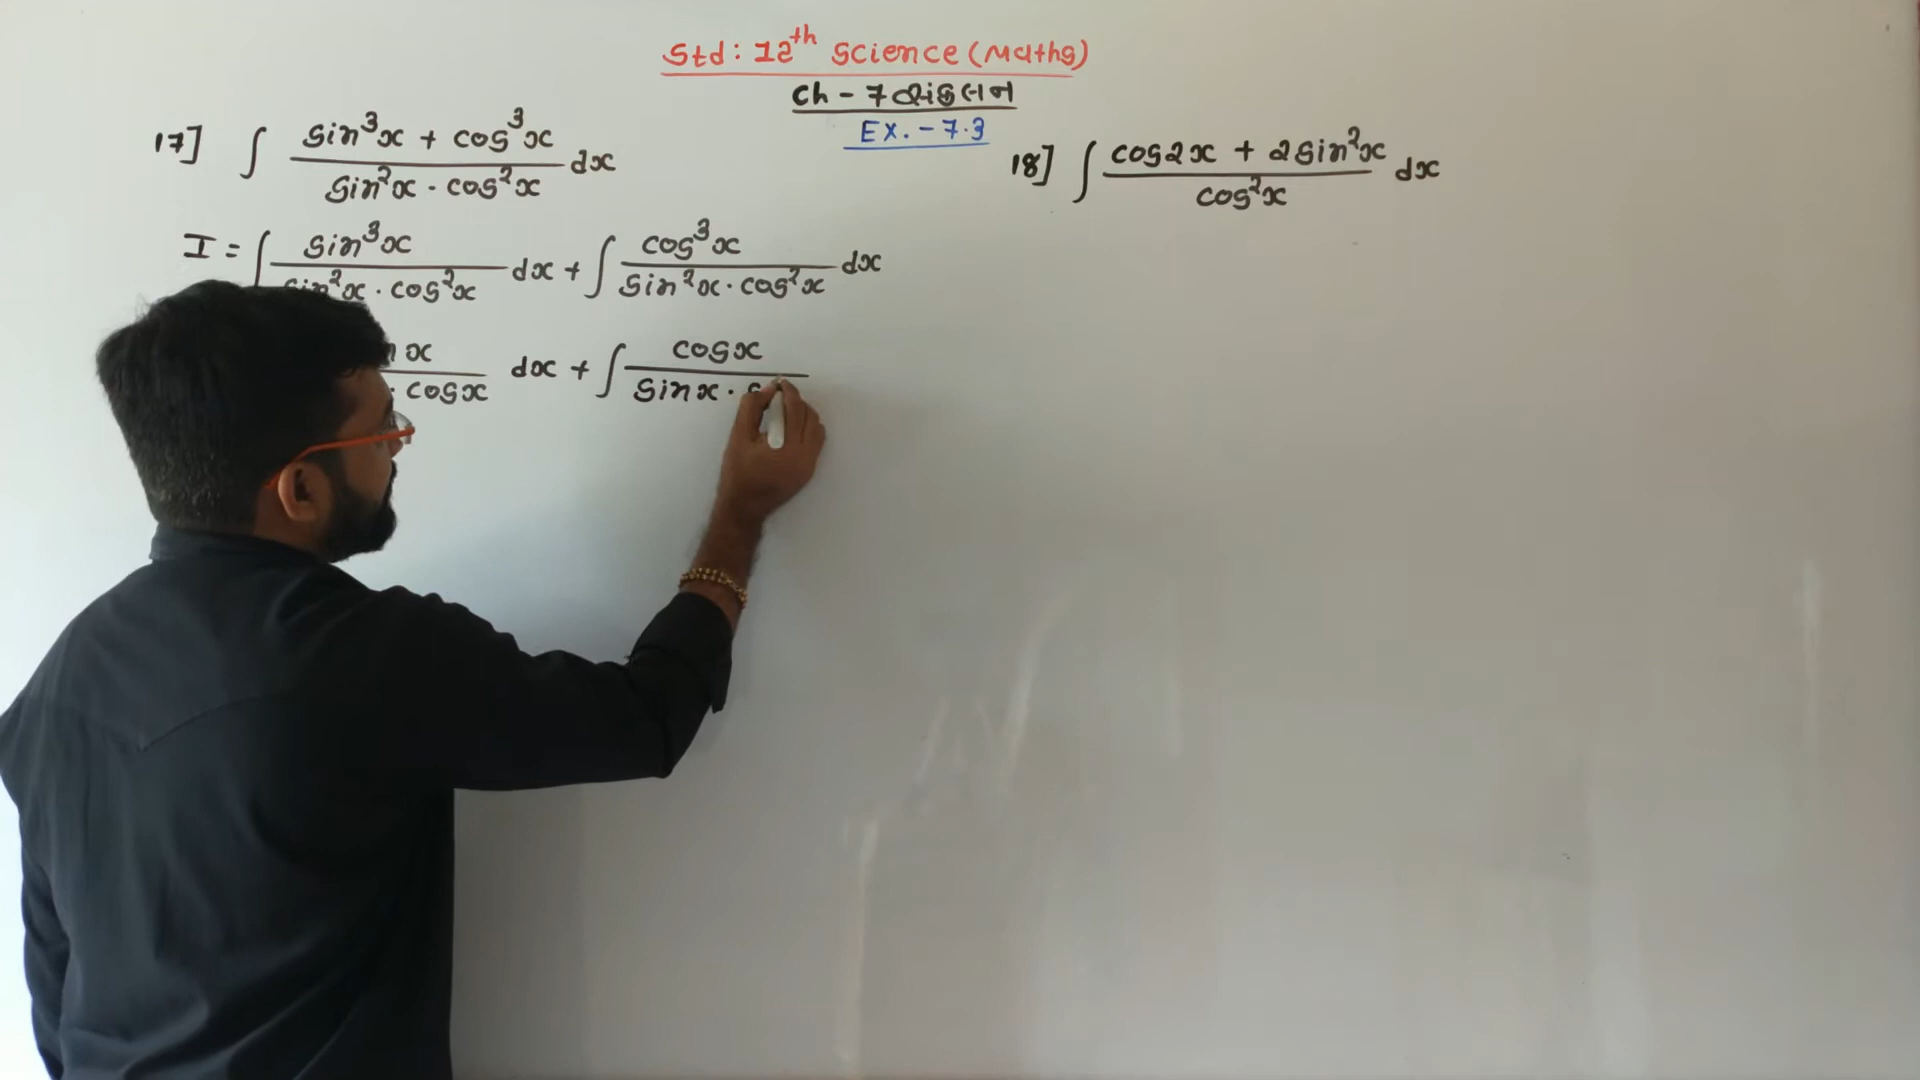 Std: 12th Science (Maths)
Ch - 7 સંકલન
Ex. - 7.3
17] ∫ sin³x + cos³x / sin²x · cos²x dx
I = ∫ sin³x / sin²x · cos²x dx + ∫ cos³x / sin²x · cos²x dx
x / · cosx dx + ∫ cosx / sinx ·
18] ∫ cos2x + 2sin²x / cos²x dx